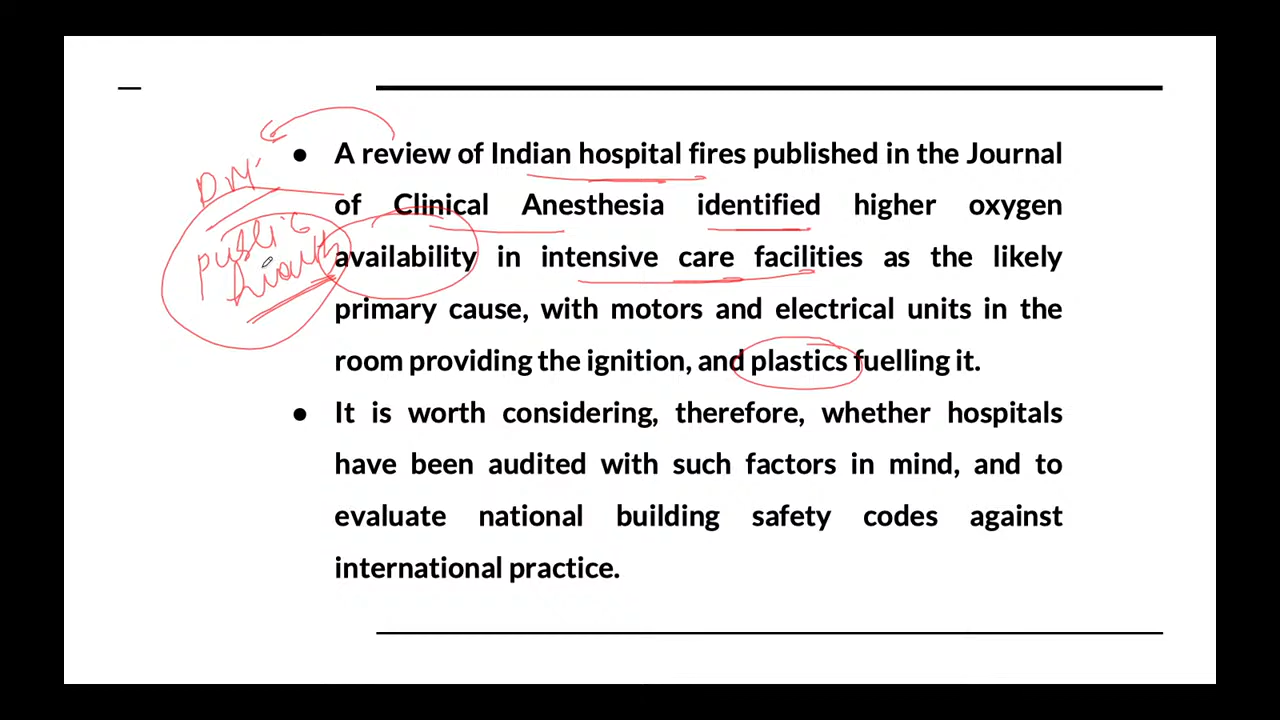 ● A review of Indian hospital fires published in the Journal
of Clinical Anesthesia identified higher oxygen
availability in intensive care facilities as the likely
primary cause, with motors and electrical units in the
room providing the ignition, and plastics fuelling it.
● It is worth considering, therefore, whether hospitals
have been audited with such factors in mind, and to
evaluate national building safety codes against
international practice.
DM
public
health